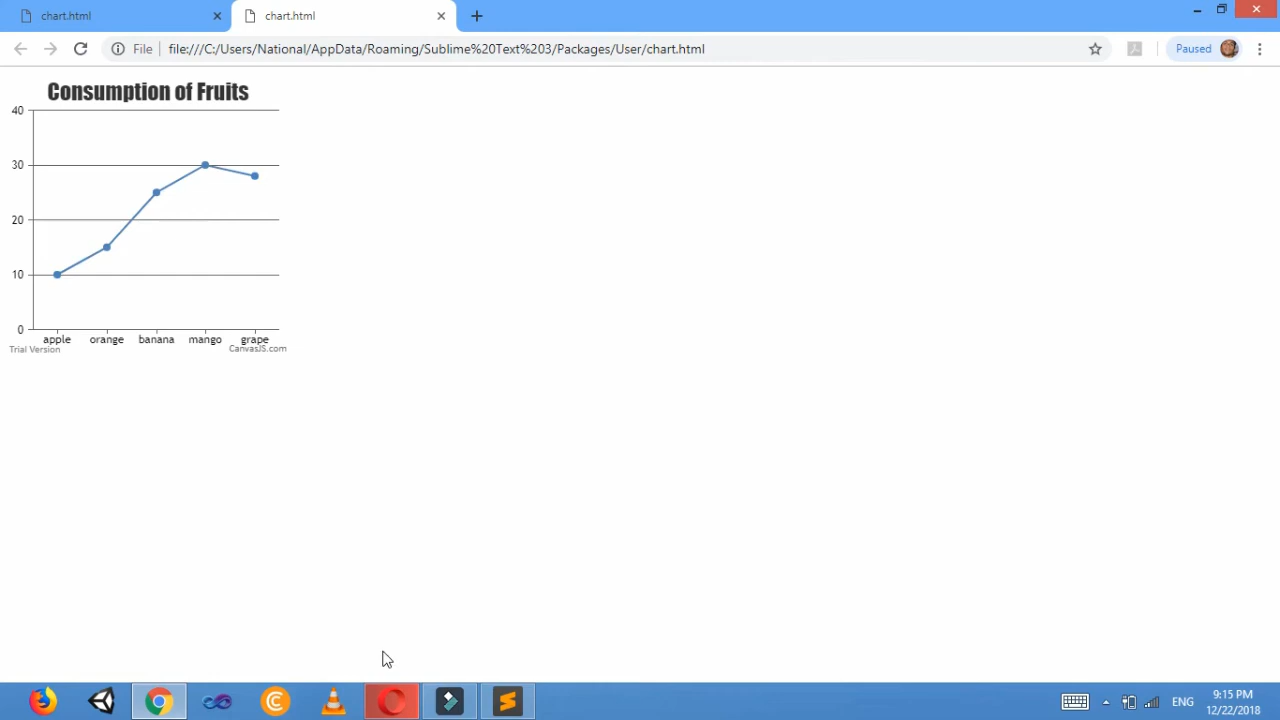 chart.html
chart.html
File
file:///C:/Users/National/AppData/Roaming/Sublime%20Text%203/Packages/User/chart.html
Paused
Consumption of Fruits
40
30
20
10
0
apple orange banana mango grape
Trial Version
CanvasJS.com
ENG
9:15 PM
12/22/2018